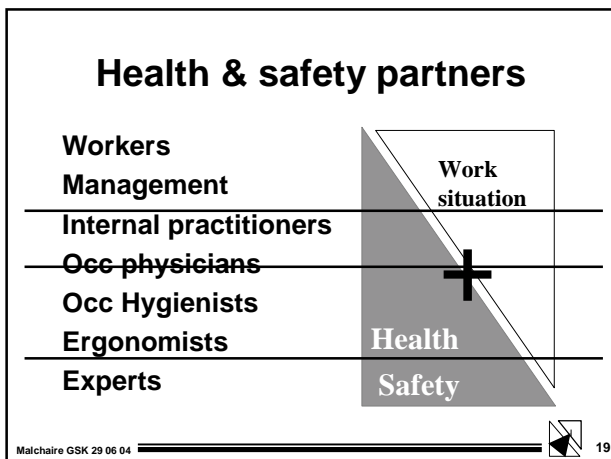 Health & safety partners
Workers
Management
Internal practitioners
Occ physicians
Occ Hygienists
Ergonomists
Experts
Work
situation
+
Health
Safety
Malchaire GSK 29 06 04
19